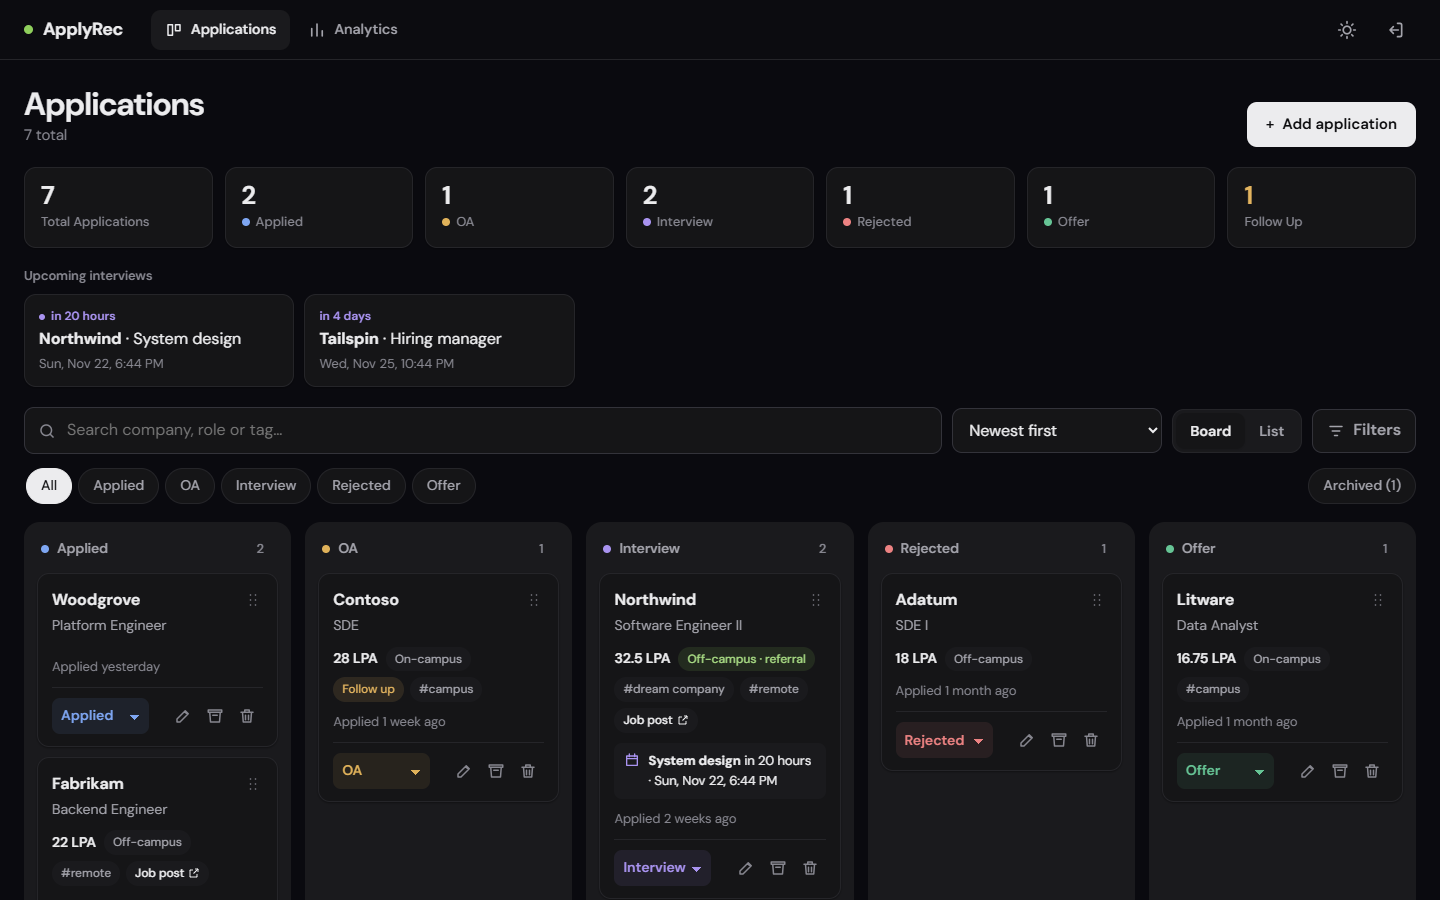 ApplyRec
Applications
Analytics
Applications
7 total
+ Add application
7
Total Applications
2
Applied
1
OA
2
Interview
1
Rejected
1
Offer
1
Follow Up
Upcoming interviews
in 20 hours
Northwind · System design
Sun, Nov 22, 6:44 PM
in 4 days
Tailspin · Hiring manager
Wed, Nov 25, 10:44 PM
Search company, role or tag...
Newest first
Board
List
Filters
All
Applied
OA
Interview
Rejected
Offer
Archived (1)
Applied 2
Woodgrove
Platform Engineer
Applied yesterday
Applied
Fabrikam
Backend Engineer
22 LPA Off-campus
#remote Job post
OA 1
Contoso
SDE
28 LPA On-campus
Follow up #campus
Applied 1 week ago
OA
Interview 2
Northwind
Software Engineer II
32.5 LPA Off-campus · referral
#dream company #remote
Job post
System design in 20 hours
· Sun, Nov 22, 6:44 PM
Applied 2 weeks ago
Interview
Rejected 1
Adatum
SDE I
18 LPA Off-campus
Applied 1 month ago
Rejected
Offer 1
Litware
Data Analyst
16.75 LPA On-campus
#campus
Applied 1 month ago
Offer